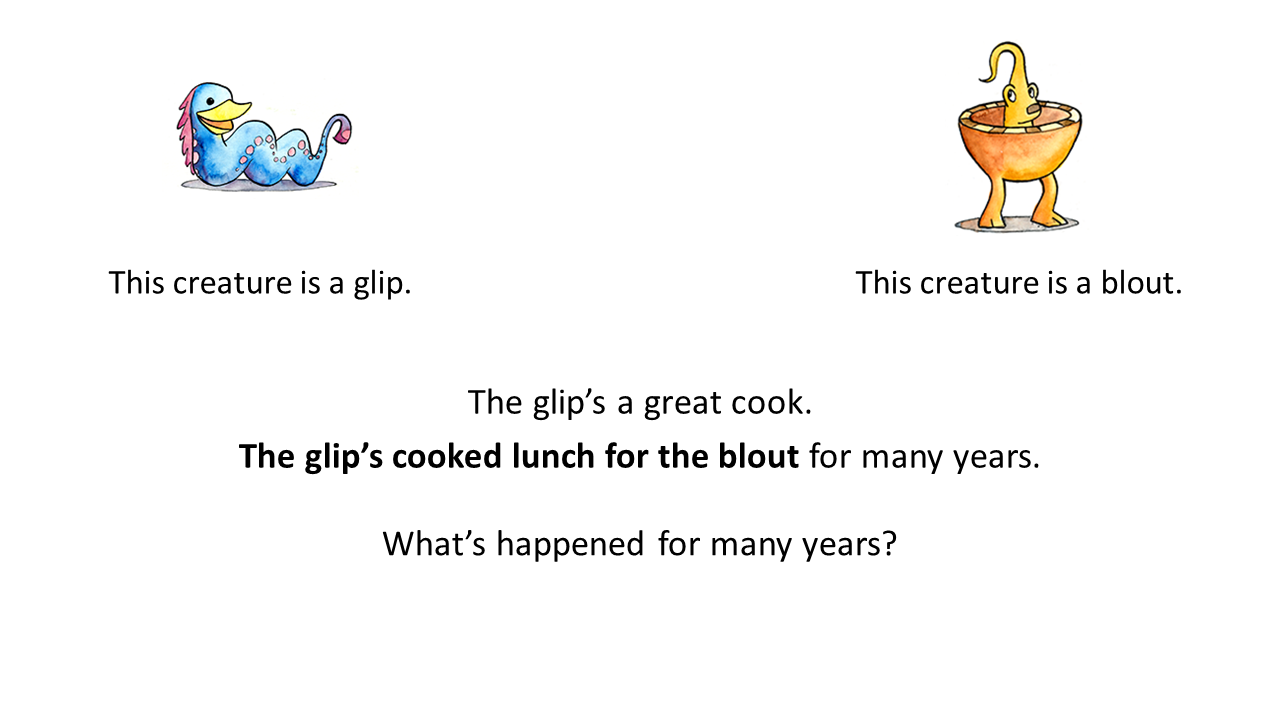 This creature is a glip.
This creature is a blout.
The glip’s a great cook.
The glip’s cooked lunch for the blout for many years.
What’s happened for many years?